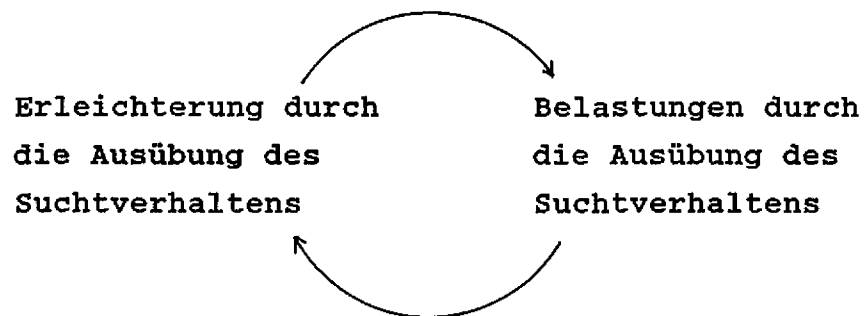 Erleichterung durch
die Ausübung des
Suchtverhaltens
Belastungen durch
die Ausübung des
Suchtverhaltens